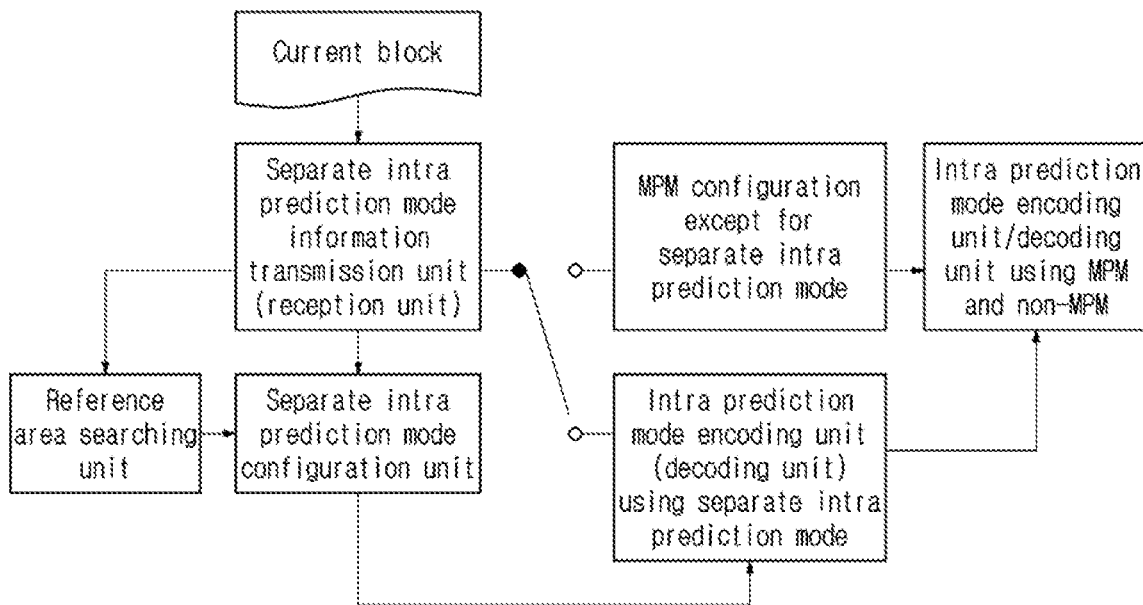 Current block
Separate intra
prediction mode
information
transmission unit
(reception unit)
MPM configuration
except for
separate intra
prediction mode
Intra prediction
mode encoding
unit/decoding
unit using MPM
and non-MPM
Reference
area searching
unit
Separate intra
prediction mode
configuration unit
Intra prediction
mode encoding unit
(decoding unit)
using separate intra
prediction mode